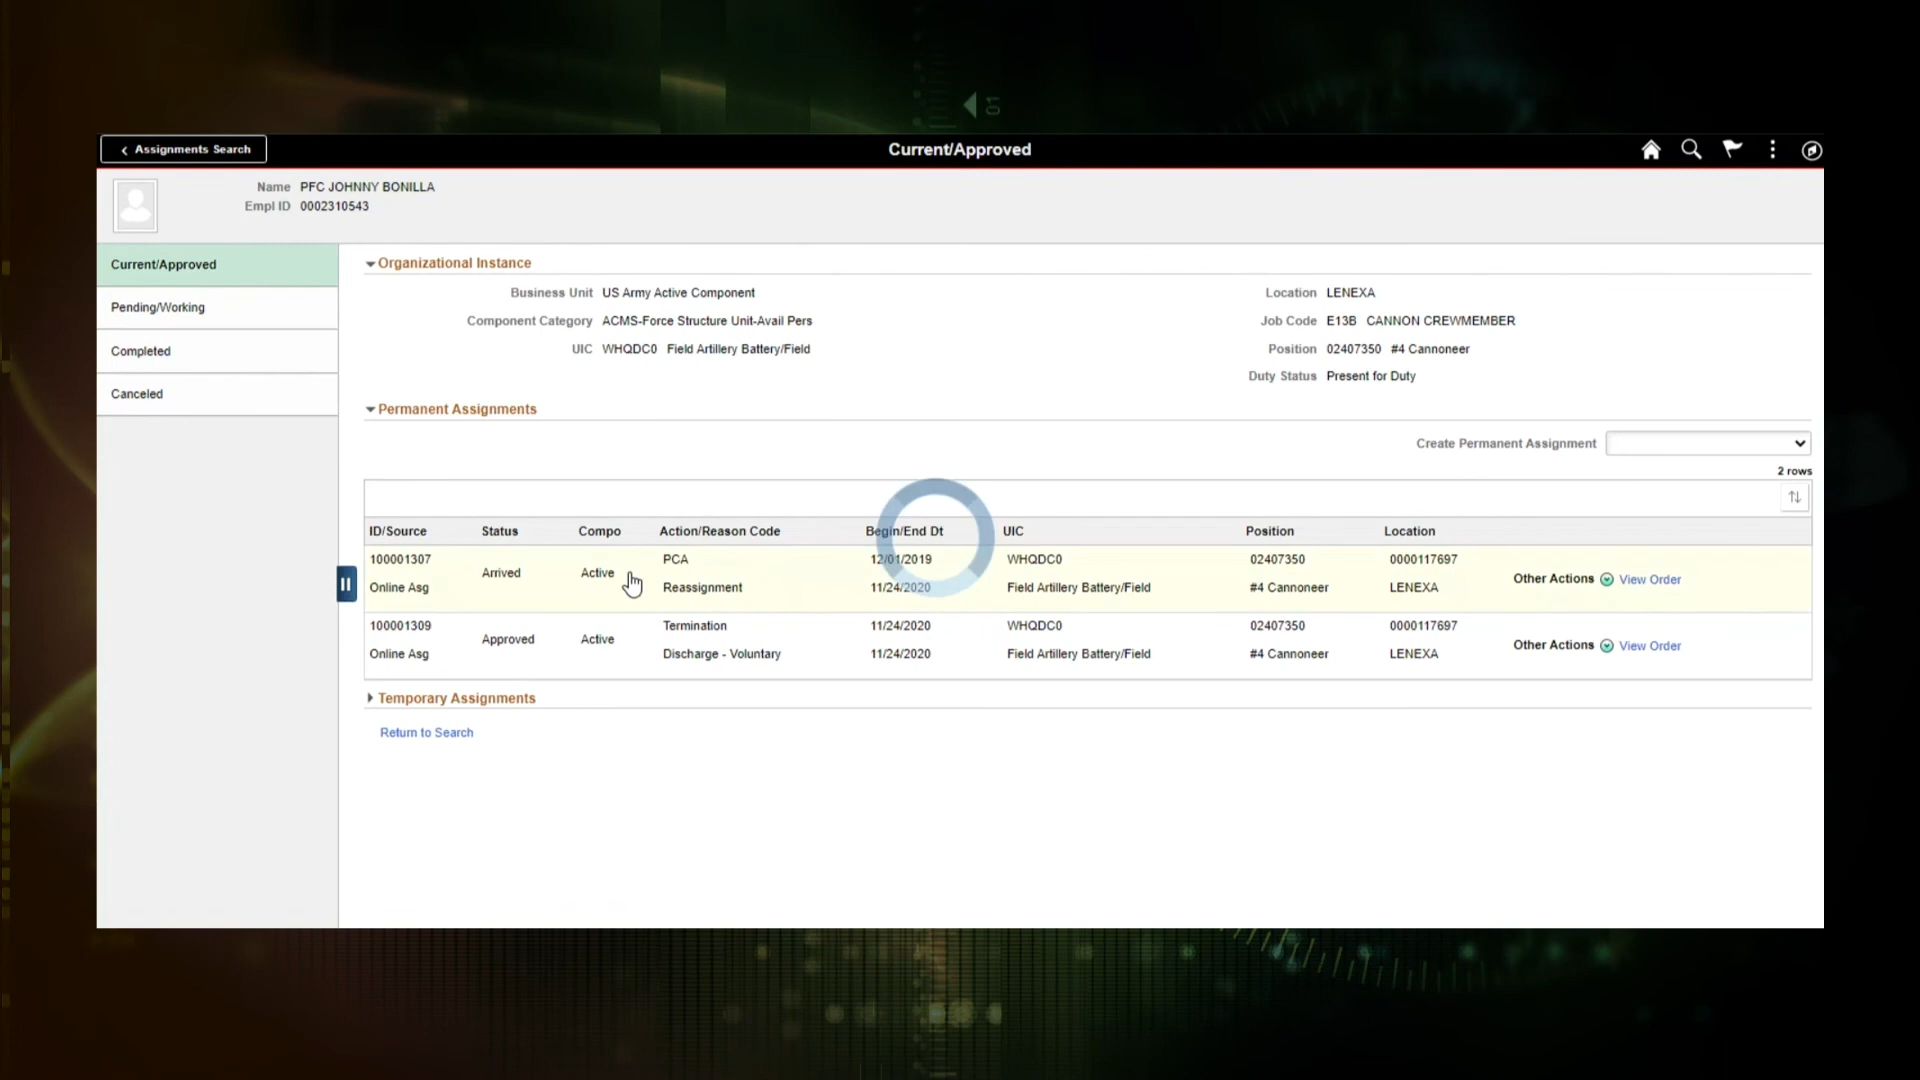 01
Assignments Search
Current/Approved
Name PFC JOHNNY BONILLA
Empl ID 0002310543
Current/Approved
Pending/Working
Completed
Canceled
Organizational Instance
Business Unit US Army Active Component
Location LENEXA
Component Category ACMS-Force Structure Unit-Avail Pers
Job Code E13B CANNON CREWMEMBER
UIC WHQDC0 Field Artillery Battery/Field
Position 02407350 #4 Cannoneer
Duty Status Present for Duty
Permanent Assignments
Create Permanent Assignment
2 rows
ID/Source Status Compo Action/Reason Code Begin/End Dt UIC Position Location
100001307 PCA 12/01/2019 WHQDC0 02407350 0000117697
Arrived Active Other Actions View Order
Online Asg Reassignment 11/24/2020 Field Artillery Battery/Field #4 Cannoneer LENEXA
100001309 Termination 11/24/2020 WHQDC0 02407350 0000117697
Approved Active Other Actions View Order
Online Asg Discharge - Voluntary 11/24/2020 Field Artillery Battery/Field #4 Cannoneer LENEXA
Temporary Assignments
Return to Search